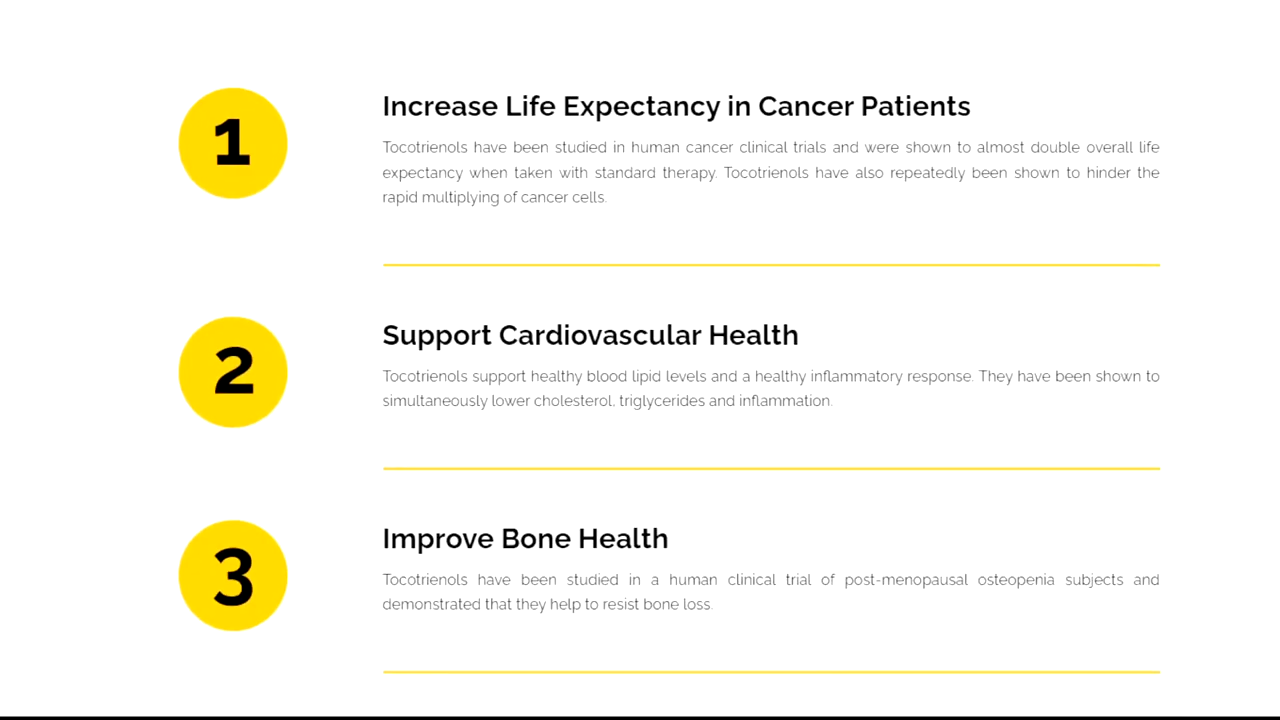 1
Increase Life Expectancy in Cancer Patients
Tocotrienols have been studied in human cancer clinical trials and were shown to almost double overall life
expectancy when taken with standard therapy. Tocotrienols have also repeatedly been shown to hinder the
rapid multiplying of cancer cells.
2
Support Cardiovascular Health
Tocotrienols support healthy blood lipid levels and a healthy inflammatory response. They have been shown to
simultaneously lower cholesterol, triglycerides and inflammation.
3
Improve Bone Health
Tocotrienols have been studied in a human clinical trial of post-menopausal osteopenia subjects and
demonstrated that they help to resist bone loss.